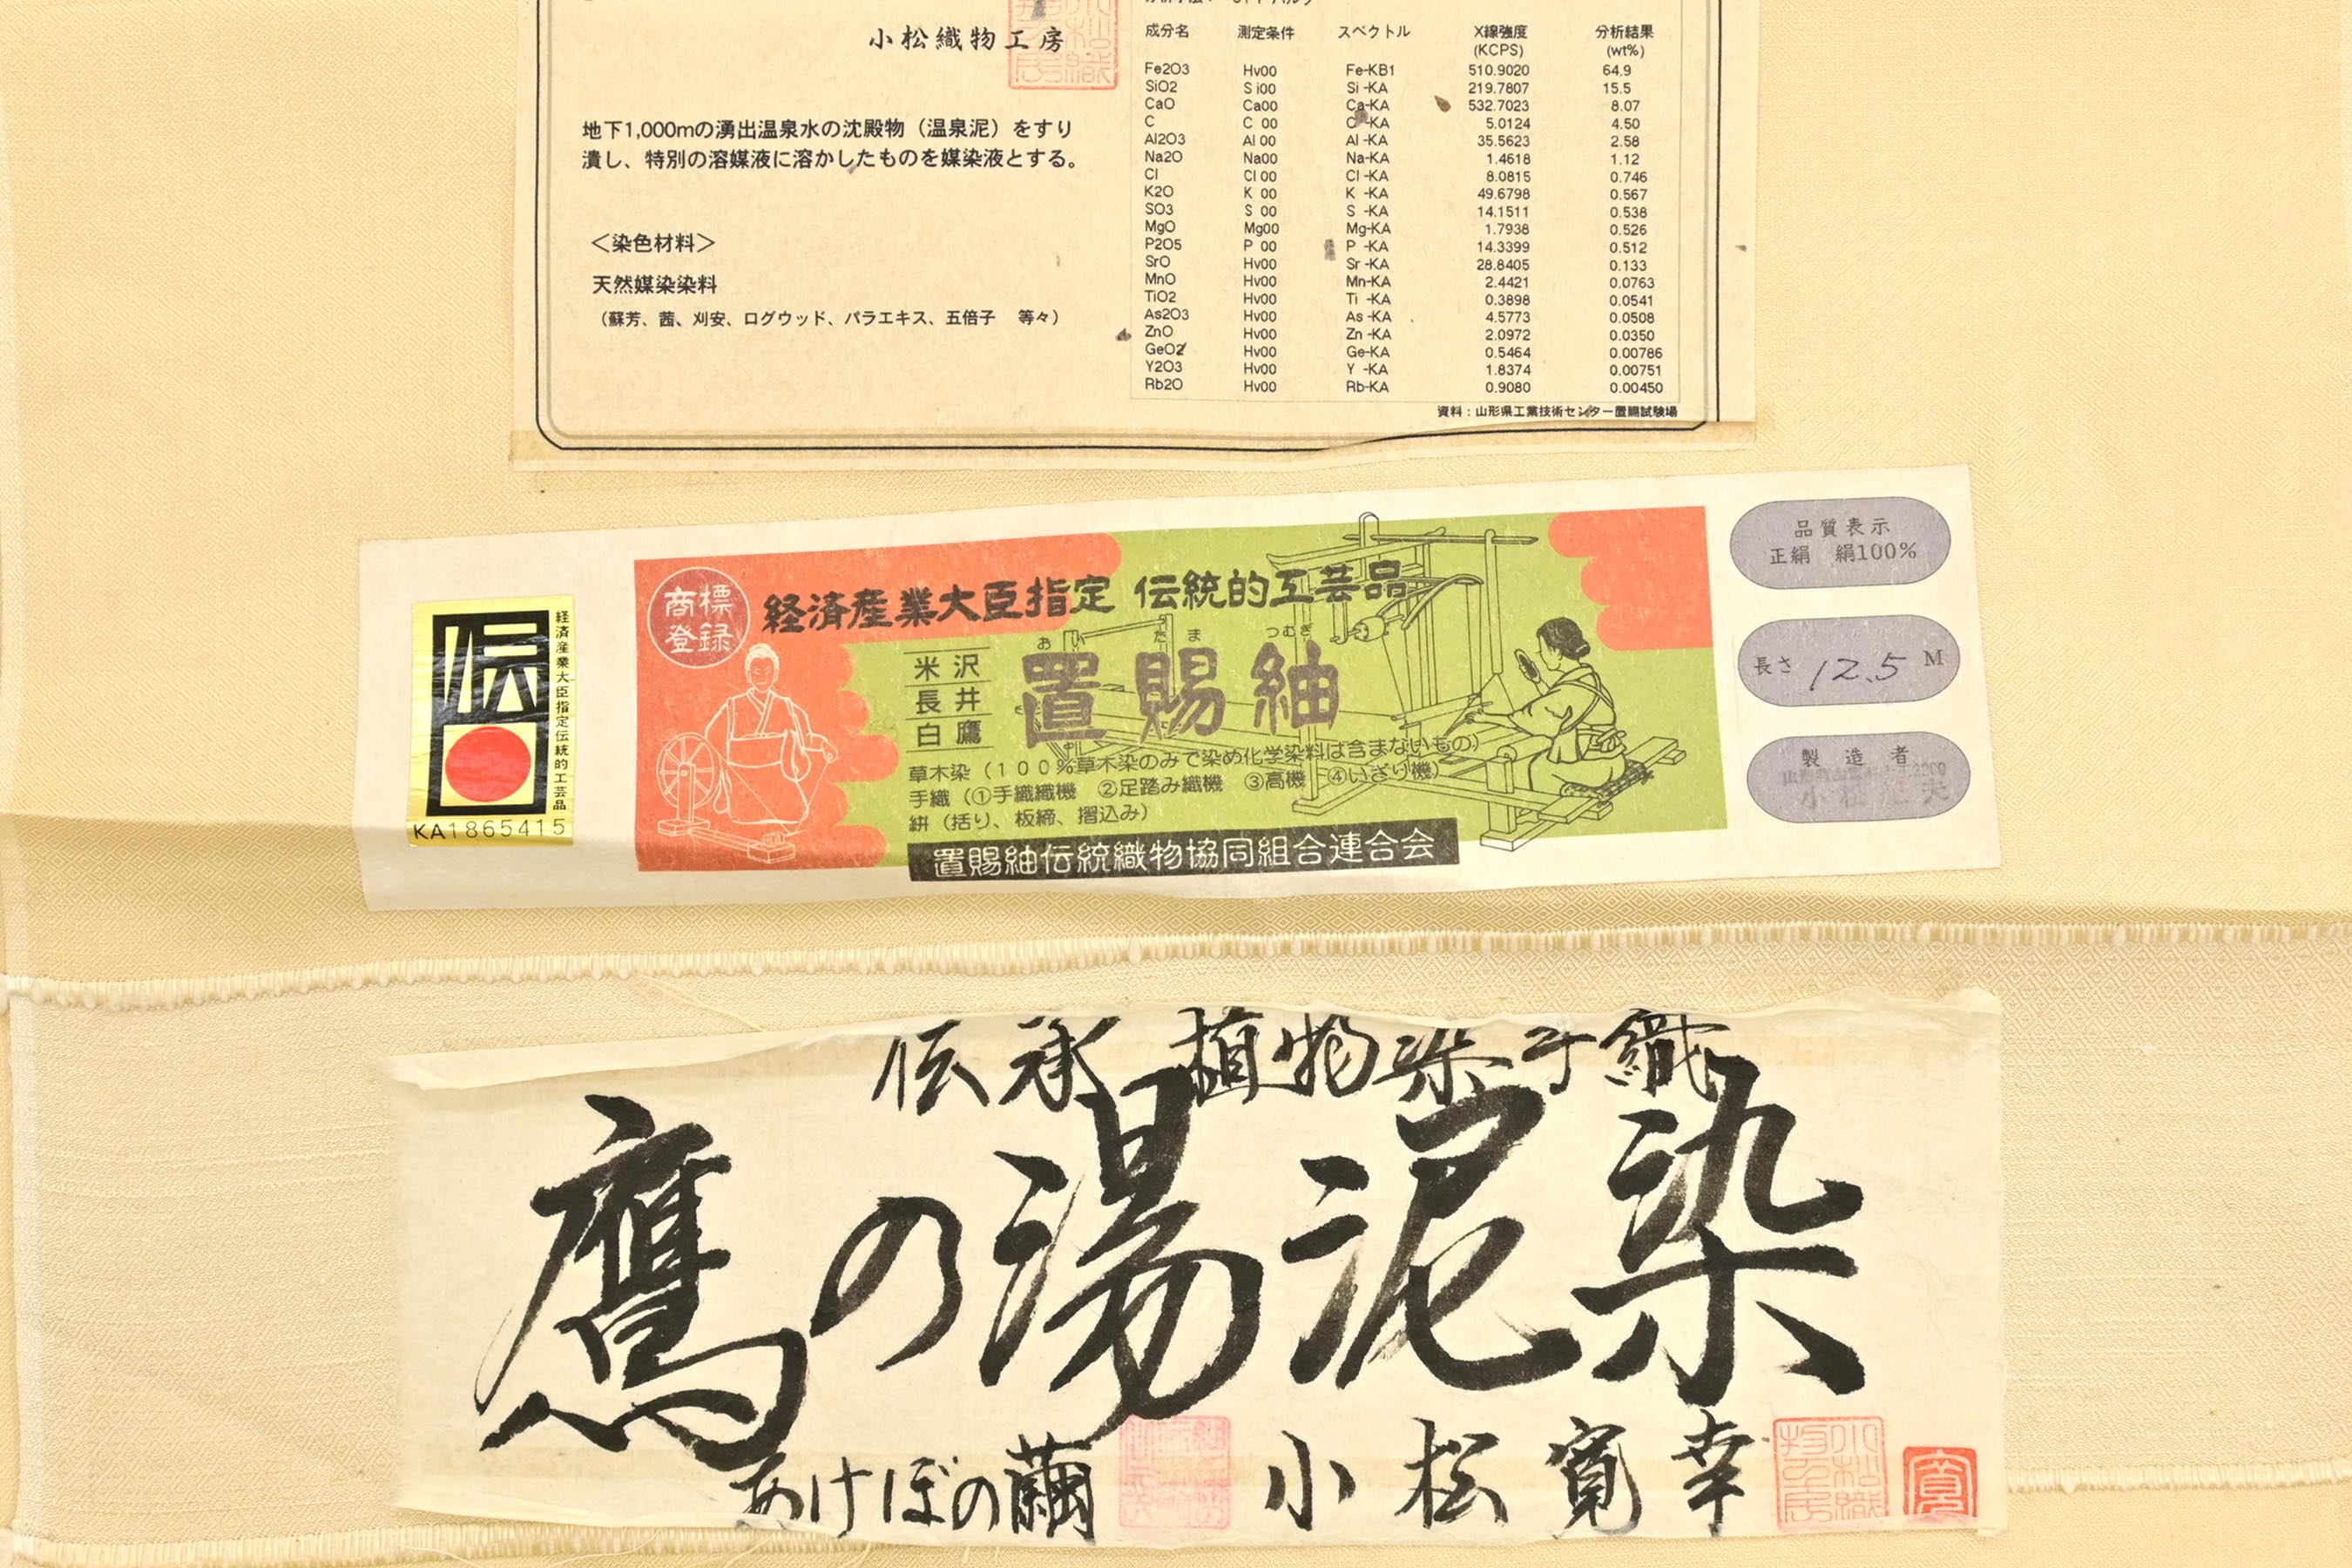 小松織物工房
地下1,000mの湧出温泉水の沈殿物（温泉泥）をすり
潰し、特別の溶媒液に溶かしたものを媒染液とする。
＜染色材料＞
天然媒染染料
（蘇芳、茜、刈安、ログウッド、パラエキス、五倍子　等々）
成分名 測定条件 スペクトル X線強度 分析結果
(KCPS) (wt%)
Fe2O3 Hv00 Fe-KB1 510.9020 64.9
SiO2 Si00 Si-KA 219.7807 15.5
CaO Ca00 Ca-KA 532.7023 8.07
C C 00 C -KA 5.0124 4.50
Al2O3 Al 00 Al -KA 35.5623 2.58
Na2O Na00 Na-KA 1.4618 1.12
Cl Cl 00 Cl -KA 8.0815 0.746
K2O K 00 K -KA 49.6798 0.567
SO3 S 00 S -KA 14.1511 0.538
MgO Mg00 Mg-KA 1.7938 0.526
P2O5 P 00 P -KA 14.3399 0.512
SrO Hv00 Sr -KA 28.8405 0.133
MnO Hv00 Mn-KA 2.4421 0.0763
TiO2 Hv00 Ti -KA 0.3898 0.0541
As2O3 Hv00 As -KA 4.5773 0.0508
ZnO Hv00 Zn -KA 2.0972 0.0350
GeO2 Hv00 Ge-KA 0.5464 0.00786
Y2O3 Hv00 Y -KA 1.8374 0.00751
Rb2O Hv00 Rb-KA 0.9080 0.00450
資料：山形県工業技術センター置賜試験場
伝
経済産業大臣指定伝統的工芸品
KA1865415
商標
登録
経済産業大臣指定 伝統的工芸品
おいたま つむぎ
米沢
長井
白鷹
置賜紬
草木染（１００％草木染のみで染め化学染料は含まないもの）
手織（①手織織機　②足踏み織機　③高機　④いざり機）
絣（括り、板締、摺込み）
置賜紬伝統織物協同組合連合会
品質表示
正絹　絹100％
長さ 12.5 M
製造者
伝承 植物染手織
鷹の湯泥染
あけぼの繭
小松寛幸
小松織物工房
寛